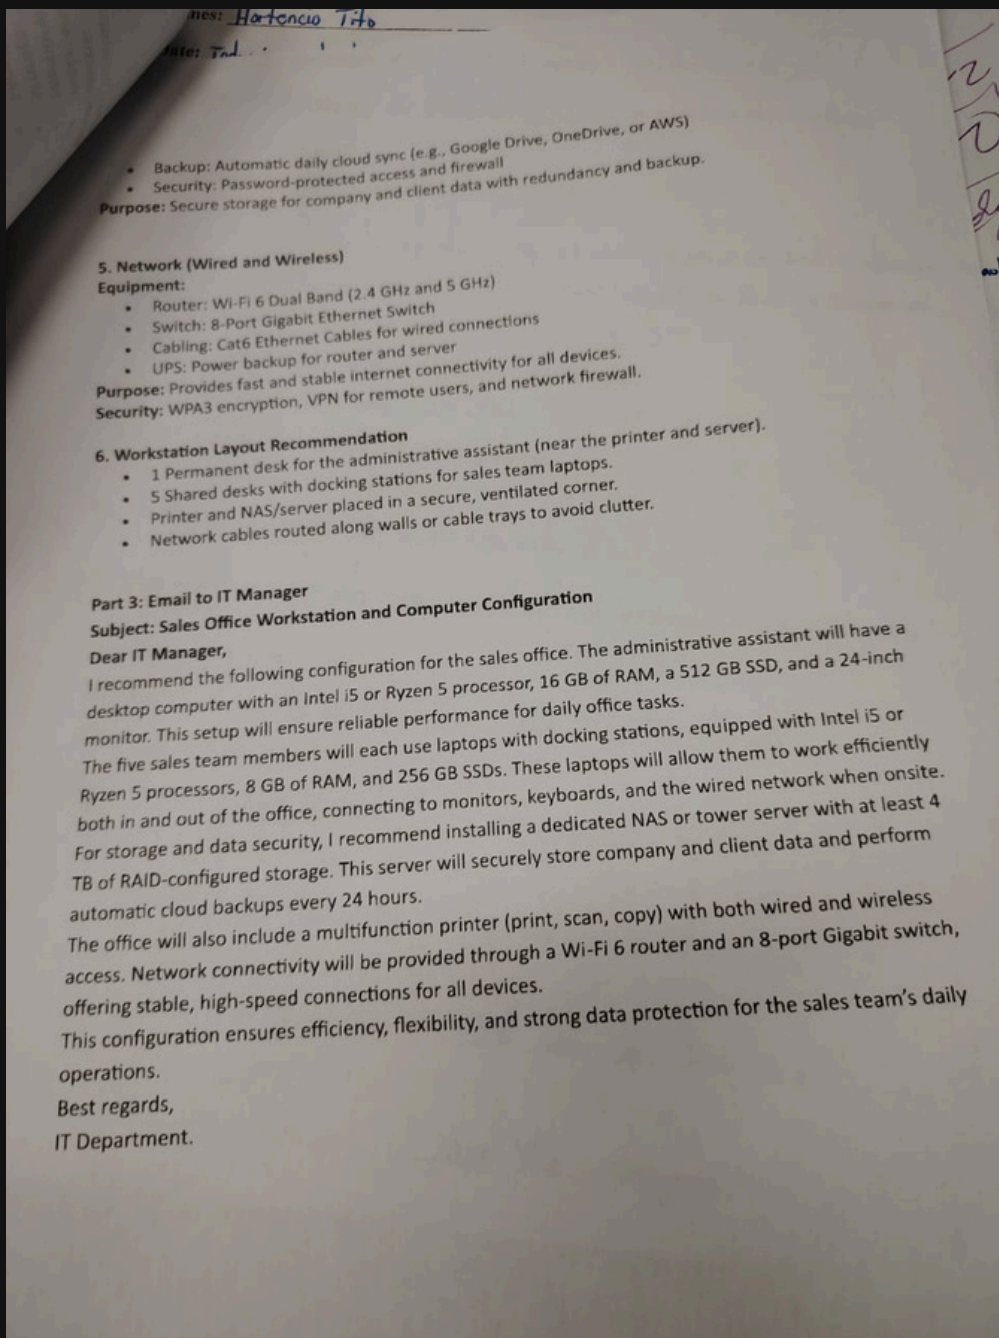 Hortencio Tito
• Backup: Automatic daily cloud sync (e.g., Google Drive, OneDrive, or AWS)
• Security: Password-protected access and firewall
Purpose: Secure storage for company and client data with redundancy and backup.
5. Network (Wired and Wireless)
Equipment:
• Router: Wi-Fi 6 Dual Band (2.4 GHz and 5 GHz)
• Switch: 8-Port Gigabit Ethernet Switch
• Cabling: Cat6 Ethernet Cables for wired connections
• UPS: Power backup for router and server
Purpose: Provides fast and stable internet connectivity for all devices.
Security: WPA3 encryption, VPN for remote users, and network firewall.
6. Workstation Layout Recommendation
• 1 Permanent desk for the administrative assistant (near the printer and server).
• 5 Shared desks with docking stations for sales team laptops.
• Printer and NAS/server placed in a secure, ventilated corner.
• Network cables routed along walls or cable trays to avoid clutter.
Part 3: Email to IT Manager
Subject: Sales Office Workstation and Computer Configuration
Dear IT Manager,
I recommend the following configuration for the sales office. The administrative assistant will have a
desktop computer with an Intel i5 or Ryzen 5 processor, 16 GB of RAM, a 512 GB SSD, and a 24-inch
monitor. This setup will ensure reliable performance for daily office tasks.
The five sales team members will each use laptops with docking stations, equipped with Intel i5 or
Ryzen 5 processors, 8 GB of RAM, and 256 GB SSDs. These laptops will allow them to work efficiently
both in and out of the office, connecting to monitors, keyboards, and the wired network when onsite.
For storage and data security, I recommend installing a dedicated NAS or tower server with at least 4
TB of RAID-configured storage. This server will securely store company and client data and perform
automatic cloud backups every 24 hours.
The office will also include a multifunction printer (print, scan, copy) with both wired and wireless
access. Network connectivity will be provided through a Wi-Fi 6 router and an 8-port Gigabit switch,
offering stable, high-speed connections for all devices.
This configuration ensures efficiency, flexibility, and strong data protection for the sales team's daily
operations.
Best regards,
IT Department.